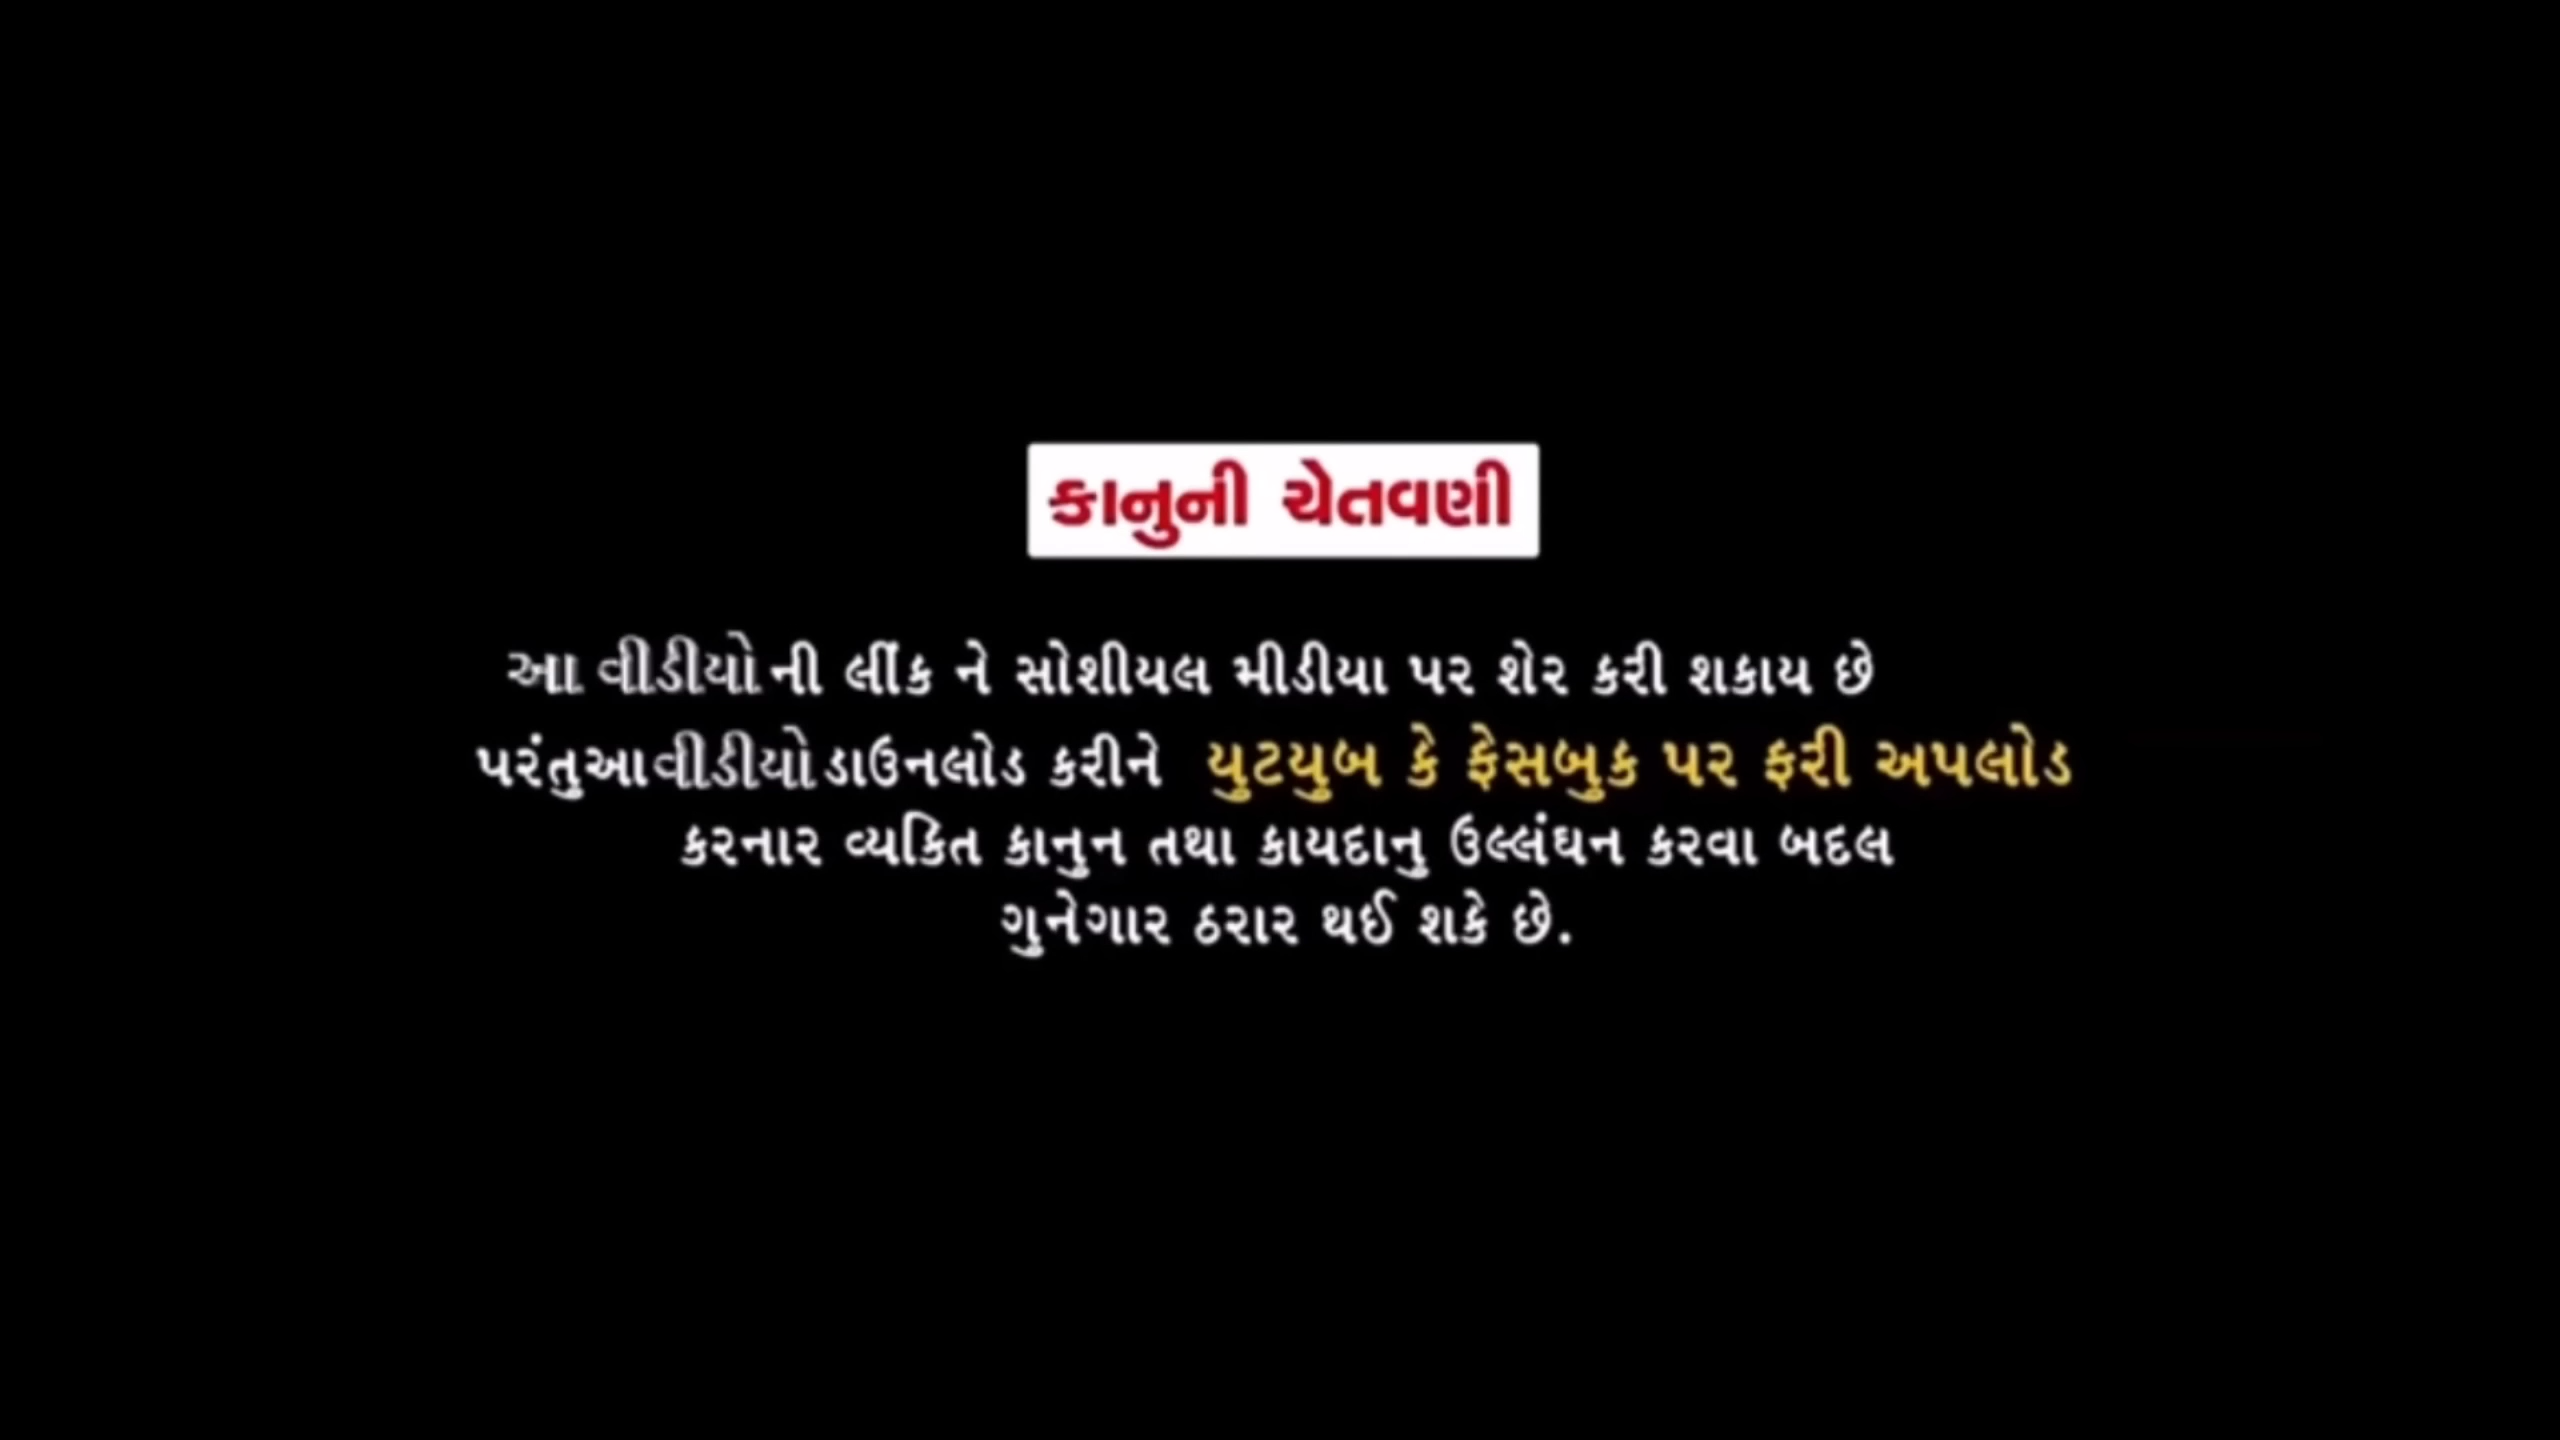 કાનુની ચેતવણી
આ વીડીયો ની લીંક ને સોશીયલ મીડીયા પર શેર કરી શકાય છે
પરંતુઆવીડીયો ડાઉનલોડ કરીને યુટયુબ કે ફેસબુક પર ફરી અપલોડ
કરનાર વ્યકિત કાનુન તથા કાયદાનુ ઉલ્લંઘન કરવા બદલ
ગુનેગાર ઠરાર થઈ શકે છે.